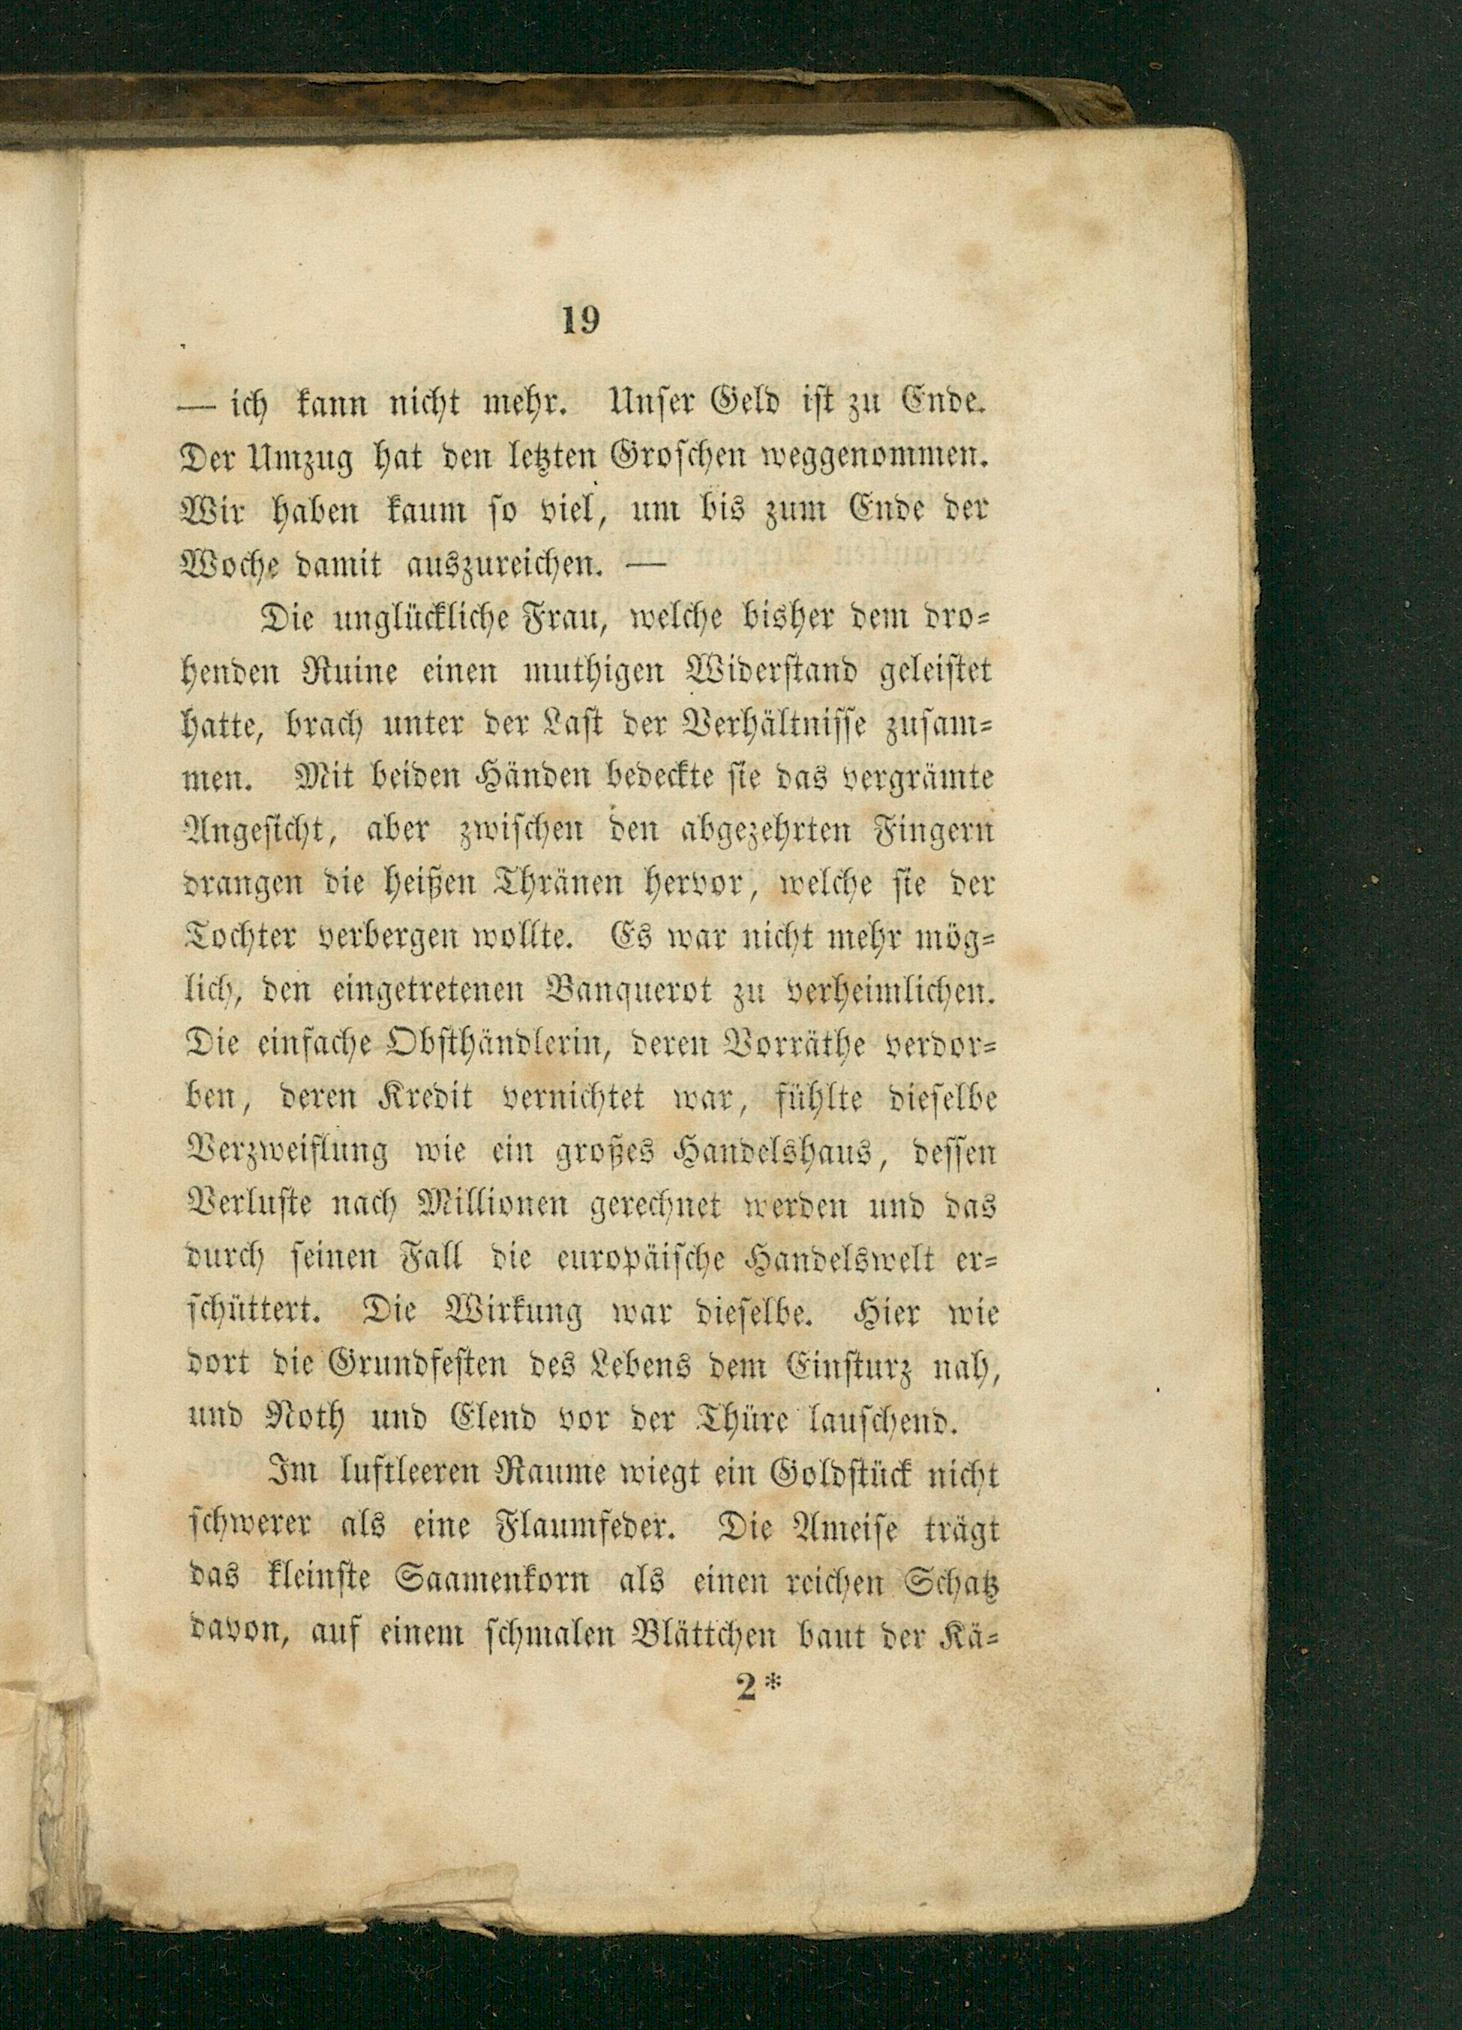 19
— ich kann nicht mehr. Unser Geld ist zu Ende.
Der Umzug hat den letzten Groschen weggenommen.
Wir haben kaum so viel, um bis zum Ende der
Woche damit auszureichen. —
Die unglückliche Frau, welche bisher dem dro-
henden Ruine einen muthigen Widerstand geleistet
hatte, brach unter der Last der Verhältnisse zusam-
men. Mit beiden Händen bedeckte sie das vergrämte
Angesicht, aber zwischen den abgezehrten Fingern
drangen die heißen Thränen hervor, welche sie der
Tochter verbergen wollte. Es war nicht mehr mög-
lich, den eingetretenen Banquerot zu verheimlichen.
Die einfache Obsthändlerin, deren Vorräthe verdor-
ben, deren Kredit vernichtet war, fühlte dieselbe
Verzweiflung wie ein großes Handelshaus, dessen
Verluste nach Millionen gerechnet werden und das
durch seinen Fall die europäische Handelswelt er-
schüttert. Die Wirkung war dieselbe. Hier wie
dort die Grundfesten des Lebens dem Einsturz nah,
und Noth und Elend vor der Thüre lauschend.
Im luftleeren Raume wiegt ein Goldstück nicht
schwerer als eine Flaumfeder. Die Ameise trägt
das kleinste Saamenkorn als einen reichen Schatz
davon, auf einem schmalen Blättchen baut der Kä-
2*